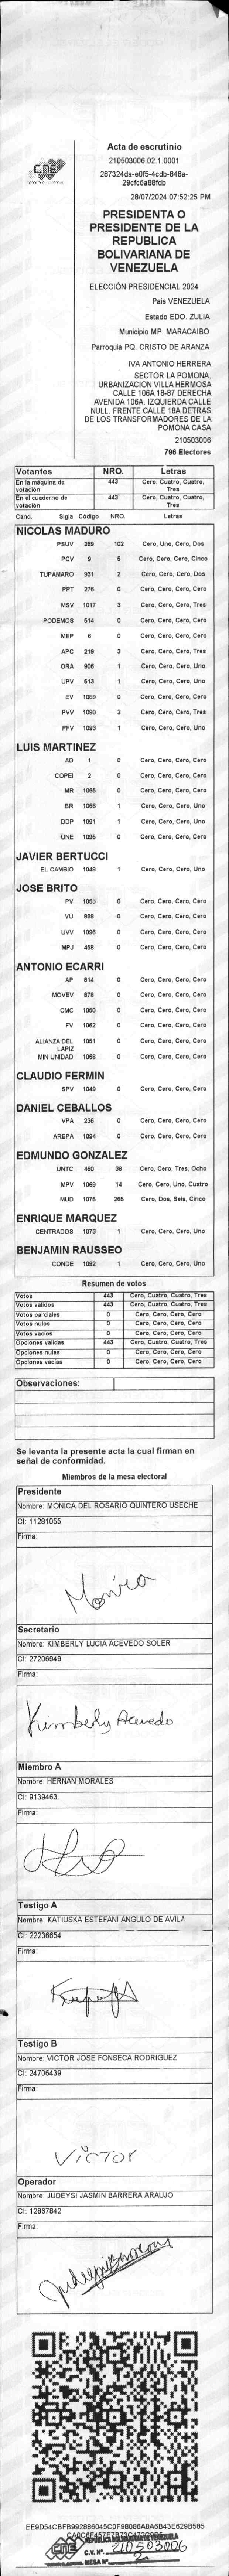 Acta de escrutinio
210503006.02.1.0001
287324da-e0f5-4cdb-848a-
29cfc6a88fdb
28/07/2024 07:52:25 PM
CNE
PRESIDENTA O
PRESIDENTE DE LA
REPUBLICA
BOLIVARIANA DE
VENEZUELA
ELECCIÓN PRESIDENCIAL 2024
Pais VENEZUELA
Estado EDO. ZULIA
Municipio MP. MARACAIBO
Parroquia PQ. CRISTO DE ARANZA
IVA ANTONIO HERRERA
SECTOR LA POMONA,
URBANIZACION VILLA HERMOSA
CALLE 106A 18-87 DERECHA
AVENIDA 106A. IZQUIERDA CALLE
NULL. FRENTE CALLE 18A DETRAS
DE LOS TRANSFORMADORES DE LA
POMONA CASA
210503006
796 Electores
Votantes NRO. Letras
En la máquina de votación 443 Cero, Cuatro, Cuatro, Tres
En el cuaderno de votación 443 Cero, Cuatro, Cuatro, Tres
Cand. Sigla Código NRO. Letras
NICOLAS MADURO
PSUV 269 102 Cero, Uno, Cero, Dos
PCV 9 5 Cero, Cero, Cero, Cinco
TUPAMARO 931 2 Cero, Cero, Cero, Dos
PPT 276 0 Cero, Cero, Cero, Cero
MSV 1017 3 Cero, Cero, Cero, Tres
PODEMOS 514 0 Cero, Cero, Cero, Cero
MEP 6 0 Cero, Cero, Cero, Cero
APC 219 3 Cero, Cero, Cero, Tres
ORA 906 1 Cero, Cero, Cero, Uno
UPV 513 1 Cero, Cero, Cero, Uno
EV 1089 0 Cero, Cero, Cero, Cero
PVV 1090 3 Cero, Cero, Cero, Tres
PFV 1093 1 Cero, Cero, Cero, Uno
LUIS MARTINEZ
AD 1 0 Cero, Cero, Cero, Cero
COPEI 2 0 Cero, Cero, Cero, Cero
MR 1065 0 Cero, Cero, Cero, Cero
BR 1066 1 Cero, Cero, Cero, Uno
DDP 1091 1 Cero, Cero, Cero, Uno
UNE 1095 0 Cero, Cero, Cero, Cero
JAVIER BERTUCCI
EL CAMBIO 1048 1 Cero, Cero, Cero, Uno
JOSE BRITO
PV 1053 0 Cero, Cero, Cero, Cero
VU 868 0 Cero, Cero, Cero, Cero
UVV 1096 0 Cero, Cero, Cero, Cero
MPJ 458 0 Cero, Cero, Cero, Cero
ANTONIO ECARRI
AP 814 0 Cero, Cero, Cero, Cero
MOVEV 878 0 Cero, Cero, Cero, Cero
CMC 1050 0 Cero, Cero, Cero, Cero
FV 1062 0 Cero, Cero, Cero, Cero
ALIANZA DEL LAPIZ 1051 0 Cero, Cero, Cero, Cero
MIN UNIDAD 1068 0 Cero, Cero, Cero, Cero
CLAUDIO FERMIN
SPV 1049 0 Cero, Cero, Cero, Cero
DANIEL CEBALLOS
VPA 236 0 Cero, Cero, Cero, Cero
AREPA 1094 0 Cero, Cero, Cero, Cero
EDMUNDO GONZALEZ
UNTC 460 38 Cero, Cero, Tres, Ocho
MPV 1069 14 Cero, Cero, Uno, Cuatro
MUD 1076 265 Cero, Dos, Seis, Cinco
ENRIQUE MARQUEZ
CENTRADOS 1073 1 Cero, Cero, Cero, Uno
BENJAMIN RAUSSEO
CONDE 1092 1 Cero, Cero, Cero, Uno
Resumen de votos
Votos 443 Cero, Cuatro, Cuatro, Tres
Votos validos 443 Cero, Cuatro, Cuatro, Tres
Votos parciales 0 Cero, Cero, Cero, Cero
Votos nulos 0 Cero, Cero, Cero, Cero
Votos vacios 0 Cero, Cero, Cero, Cero
Opciones validas 443 Cero, Cuatro, Cuatro, Tres
Opciones nulas 0 Cero, Cero, Cero, Cero
Opciones vacias 0 Cero, Cero, Cero, Cero
Observaciones:
Se levanta la presente acta la cual firman en
señal de conformidad.
Miembros de la mesa electoral
Presidente
Nombre: MONICA DEL ROSARIO QUINTERO USECHE
CI: 11281055
Firma:
Monica
Secretario
Nombre: KIMBERLY LUCIA ACEVEDO SOLER
CI: 27206949
Firma:
Kimberly Acevedo
Miembro A
Nombre: HERNAN MORALES
CI: 9139463
Firma:
Testigo A
Nombre: KATIUSKA ESTEFANI ANGULO DE AVILA
CI: 22236654
Firma:
Testigo B
Nombre: VICTOR JOSE FONSECA RODRIGUEZ
CI: 24706439
Firma:
VICTOR
Operador
Nombre: JUDEYSI JASMIN BARRERA ARAUJO
CI: 12867842
Firma:
EE9D54CBFB992886045C0F98086A8A6B43E629B585
CNE REPÚBLICA BOLIVARIANA DE VENEZUELA
C.V. Nº. 210503006
MESA Nº 2